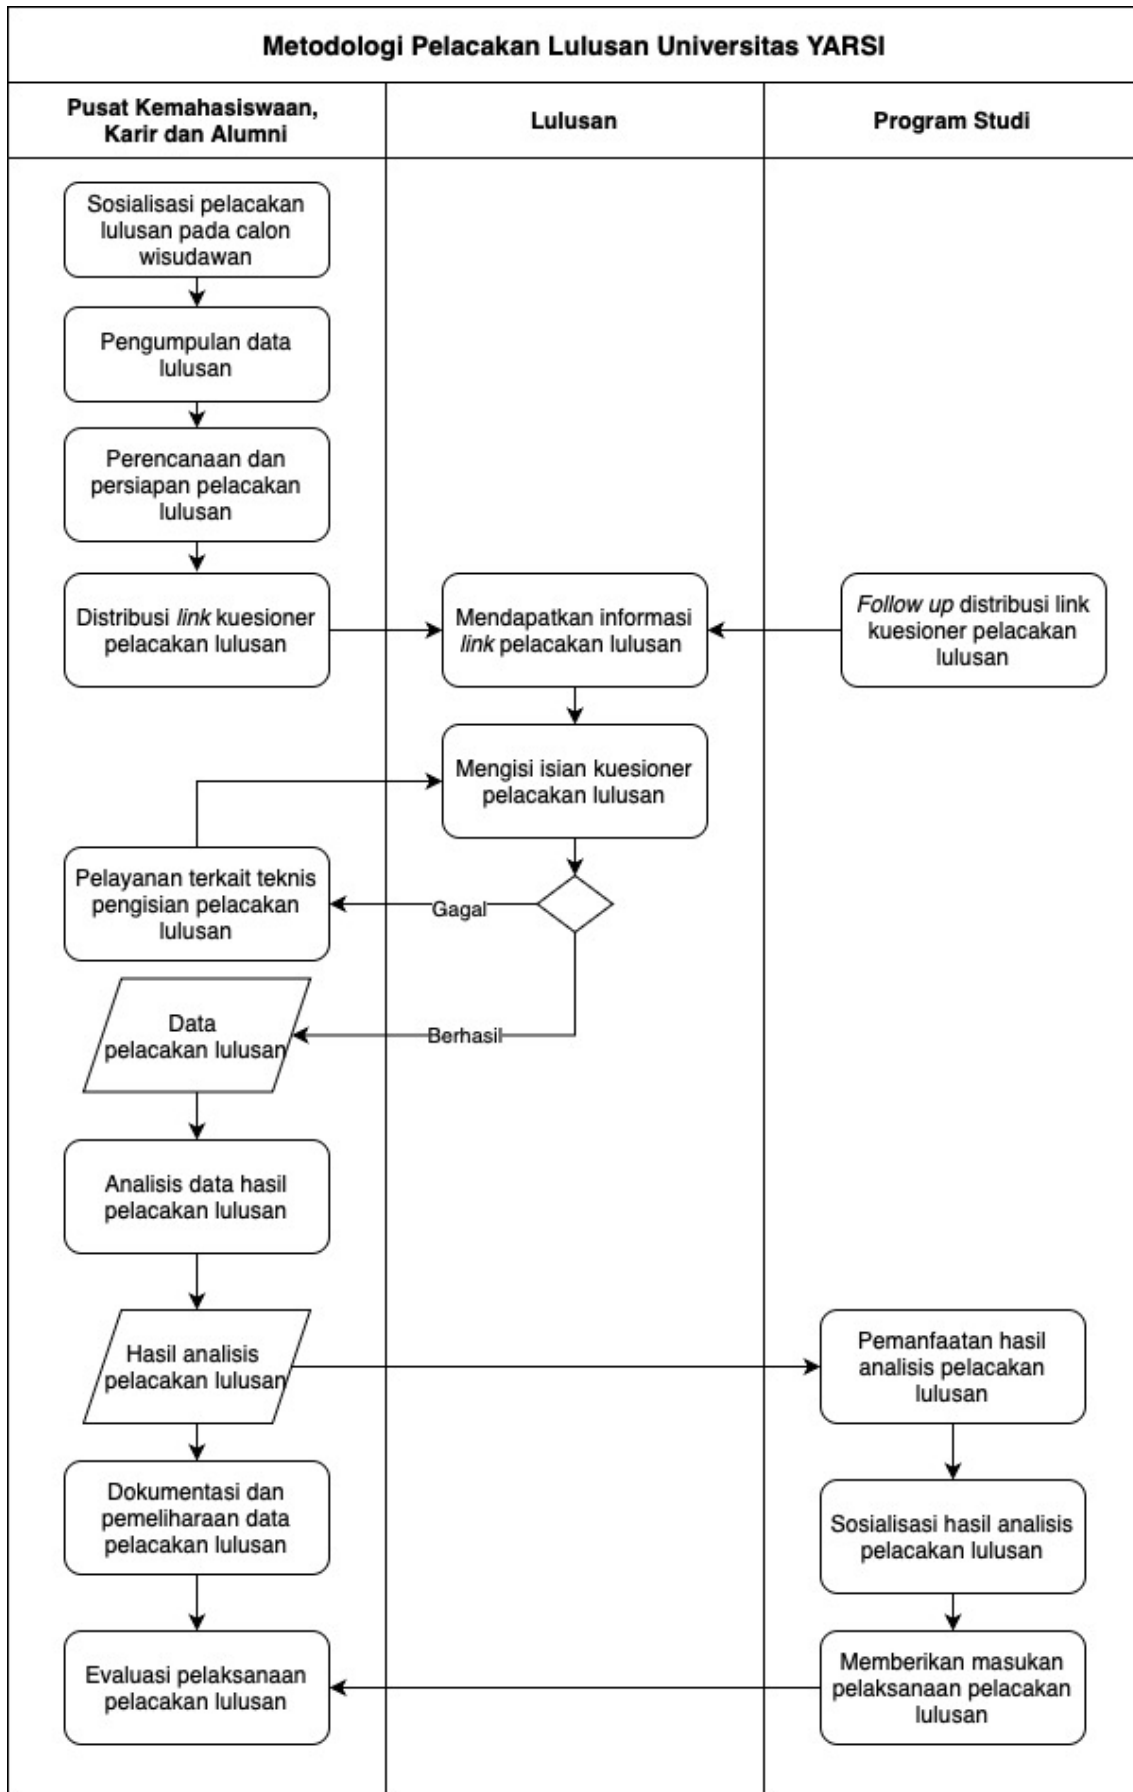 Metodologi Pelacakan Lulusan Universitas YARSI
Pusat Kemahasiswaan,
Karir dan Alumni
Lulusan
Program Studi
Sosialisasi pelacakan
lulusan pada calon
wisudawan
Pengumpulan data
lulusan
Perencanaan dan
persiapan pelacakan
lulusan
Distribusi link kuesioner
pelacakan lulusan
Mendapatkan informasi
link pelacakan lulusan
Follow up distribusi link
kuesioner pelacakan
lulusan
Mengisi isian kuesioner
pelacakan lulusan
Pelayanan terkait teknis
pengisian pelacakan
lulusan
Gagal
Data
pelacakan lulusan
Berhasil
Analisis data hasil
pelacakan lulusan
Hasil analisis
pelacakan lulusan
Pemanfaatan hasil
analisis pelacakan
lulusan
Dokumentasi dan
pemeliharaan data
pelacakan lulusan
Sosialisasi hasil analisis
pelacakan lulusan
Evaluasi pelaksanaan
pelacakan lulusan
Memberikan masukan
pelaksanaan pelacakan
lulusan